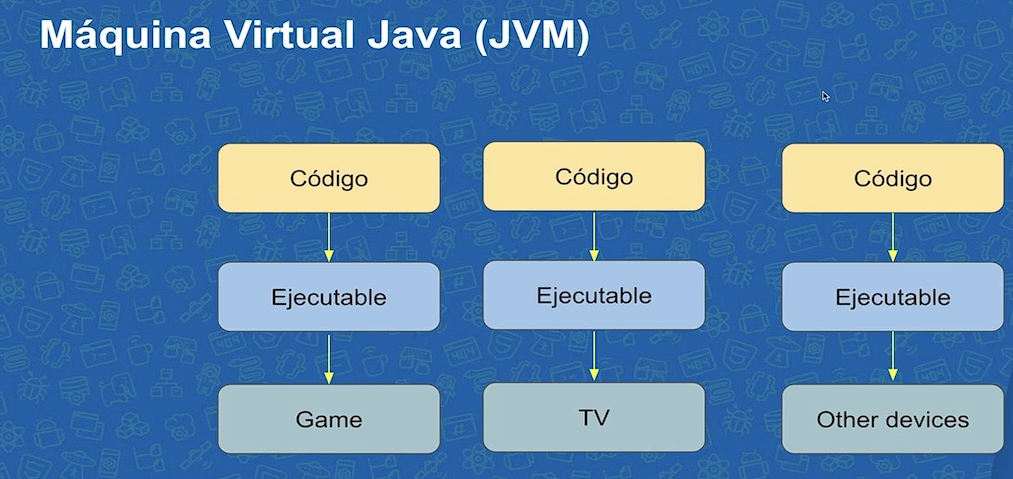 Máquina Virtual Java (JVM)
Código
Código
Código
Ejecutable
Ejecutable
Ejecutable
Game
TV
Other devices